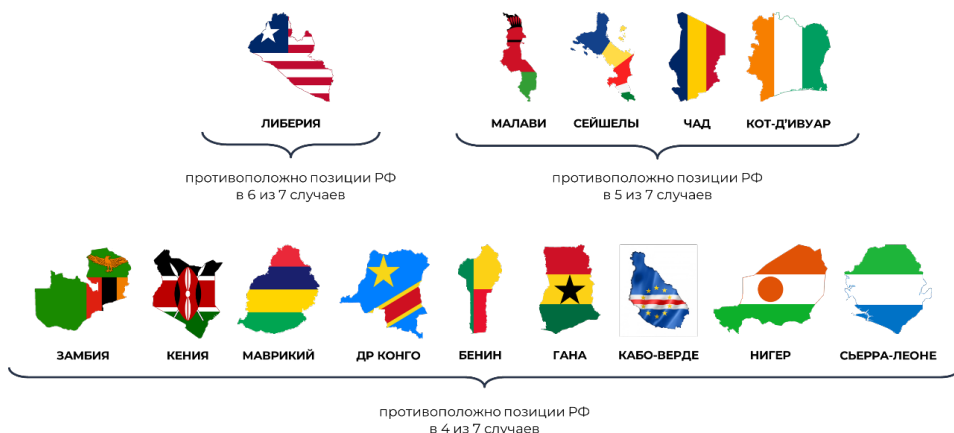 ЛИБЕРИЯ
МАЛАВИ СЕЙШЕЛЫ ЧАД КОТ-Д'ИВУАР
противоположно позиции РФ
в 6 из 7 случаев
противоположно позиции РФ
в 5 из 7 случаев
ЗАМБИЯ КЕНИЯ МАВРИКИЙ ДР КОНГО БЕНИН ГАНА КАБО-ВЕРДЕ НИГЕР СЬЕРРА-ЛЕОНЕ
противоположно позиции РФ
в 4 из 7 случаев